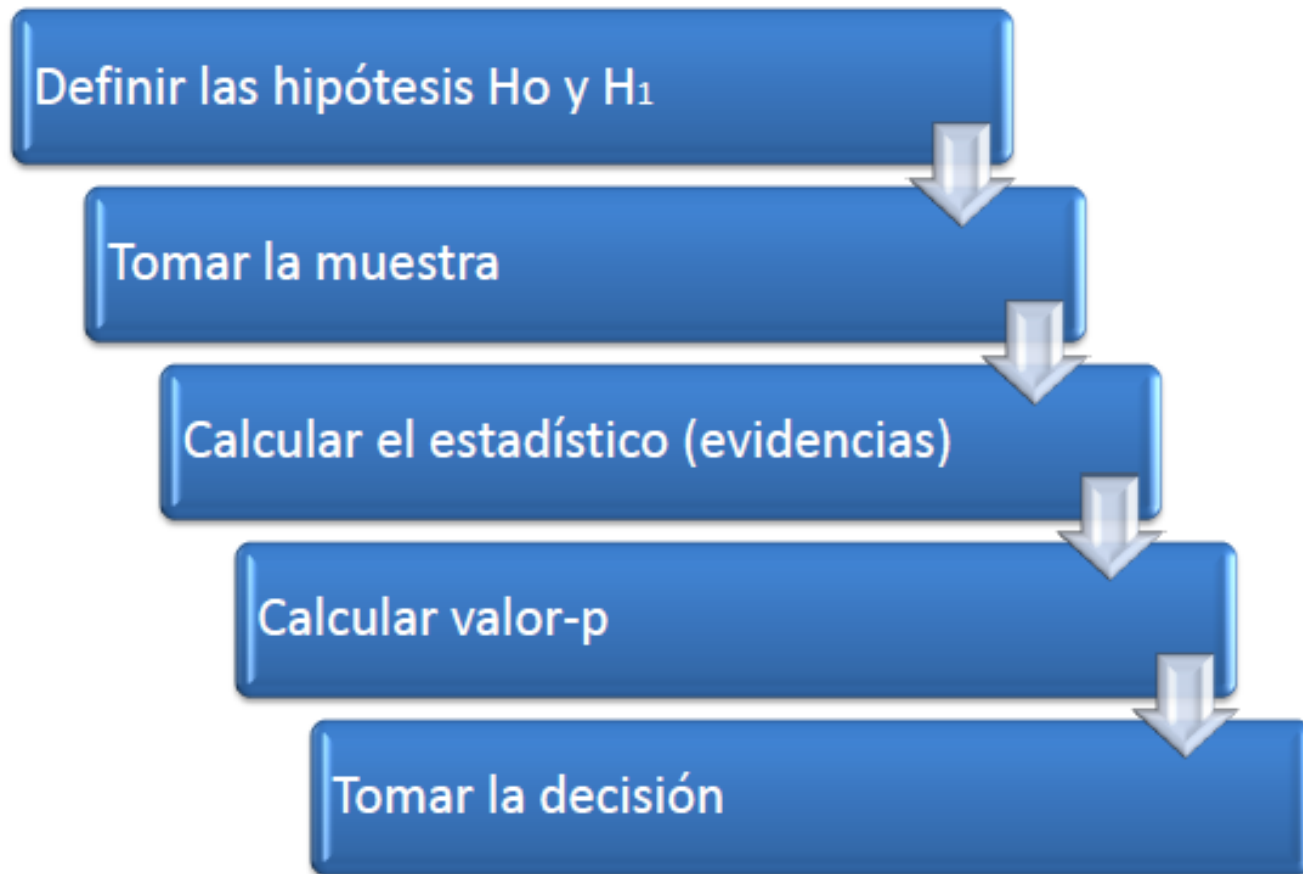 Definir las hipótesis Ho y H₁
Tomar la muestra
Calcular el estadístico (evidencias)
Calcular valor-p
Tomar la decisión